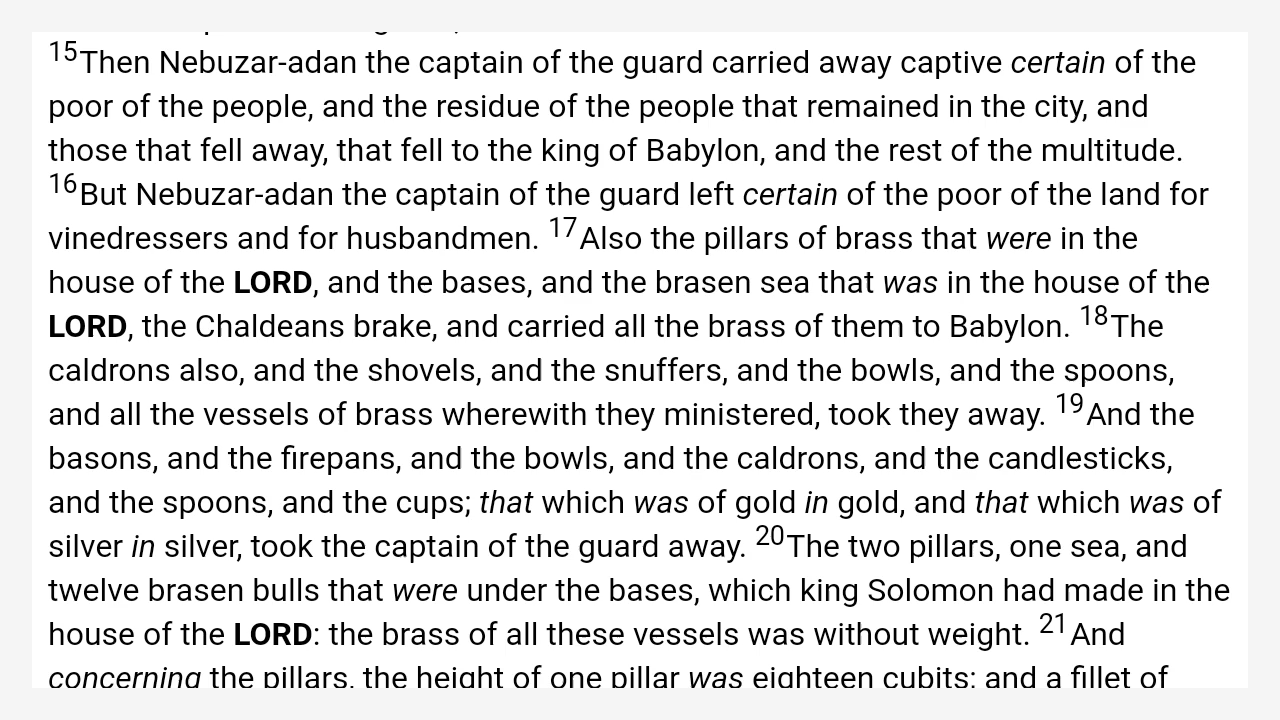 15Then Nebuzar-adan the captain of the guard carried away captive certain of the
poor of the people, and the residue of the people that remained in the city, and
those that fell away, that fell to the king of Babylon, and the rest of the multitude.
16But Nebuzar-adan the captain of the guard left certain of the poor of the land for
vinedressers and for husbandmen. 17Also the pillars of brass that were in the
house of the LORD, and the bases, and the brasen sea that was in the house of the
LORD, the Chaldeans brake, and carried all the brass of them to Babylon. 18The
caldrons also, and the shovels, and the snuffers, and the bowls, and the spoons,
and all the vessels of brass wherewith they ministered, took they away. 19And the
basons, and the firepans, and the bowls, and the caldrons, and the candlesticks,
and the spoons, and the cups; that which was of gold in gold, and that which was of
silver in silver, took the captain of the guard away. 20The two pillars, one sea, and
twelve brasen bulls that were under the bases, which king Solomon had made in the
house of the LORD: the brass of all these vessels was without weight. 21And
concerning the pillars, the height of one pillar was eighteen cubits; and a fillet of